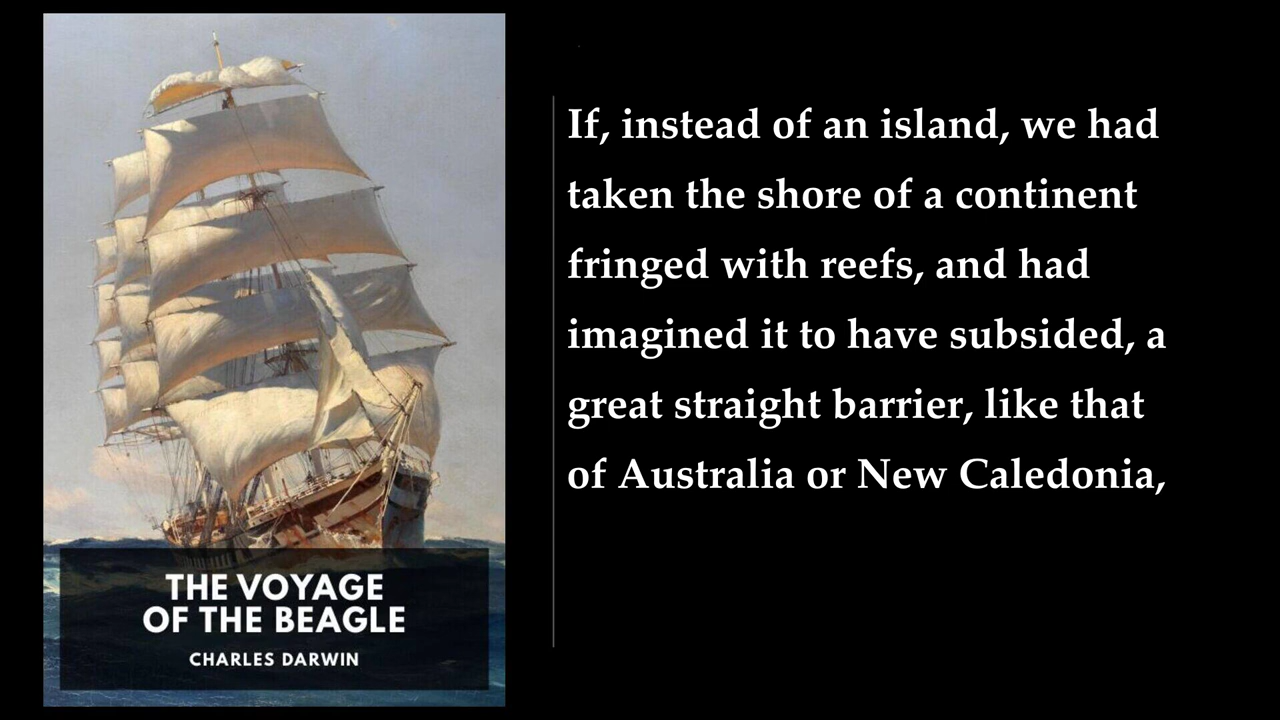 THE VOYAGE
OF THE BEAGLE
CHARLES DARWIN
If, instead of an island, we had
taken the shore of a continent
fringed with reefs, and had
imagined it to have subsided, a
great straight barrier, like that
of Australia or New Caledonia,